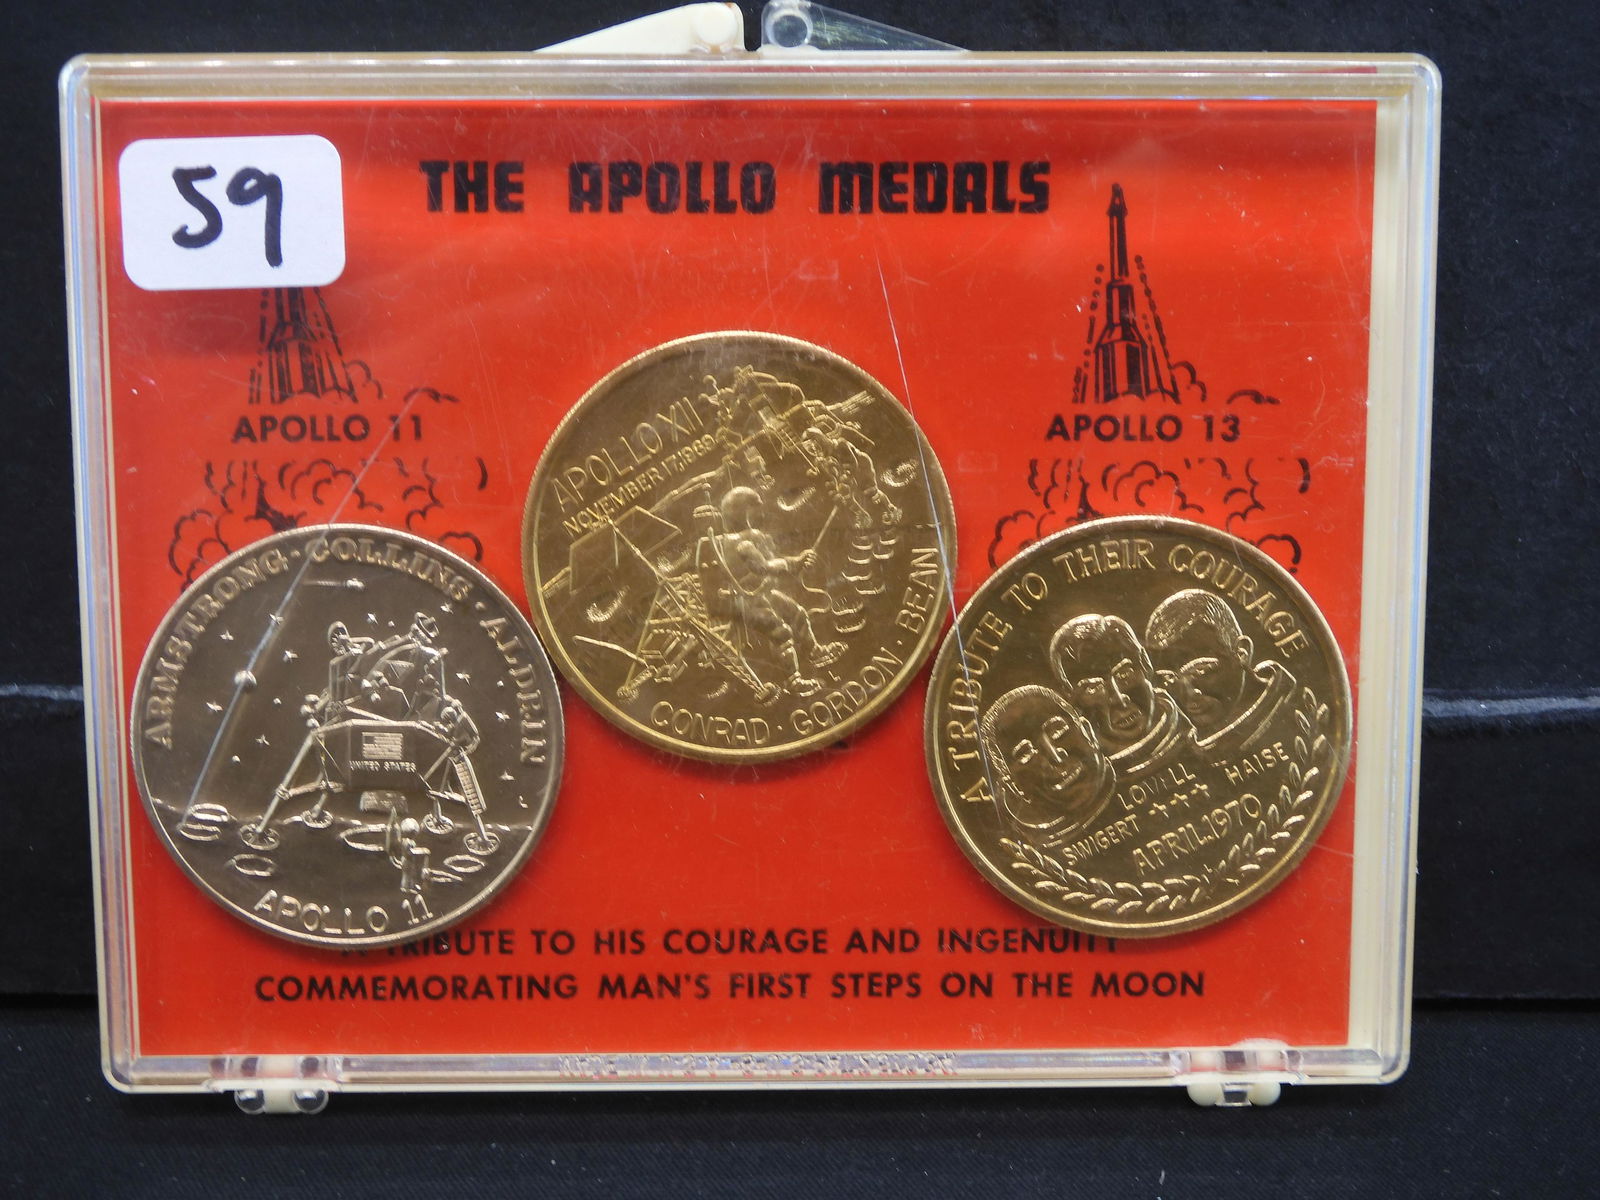 59
THE APOLLO MEDALS
APOLLO 11
APOLLO 13
APOLLO XII
NOVEMBER 17, 1969
CONRAD · GORDON · BEAN
ARMSTRONG · COLLINS · ALDRIN
UNITED STATES
APOLLO 11
A TRIBUTE TO THEIR COURAGE
SWIGERT LOVELL HAISE
APRIL, 1970
TRIBUTE TO HIS COURAGE AND INGENUITY
COMMEMORATING MAN'S FIRST STEPS ON THE MOON